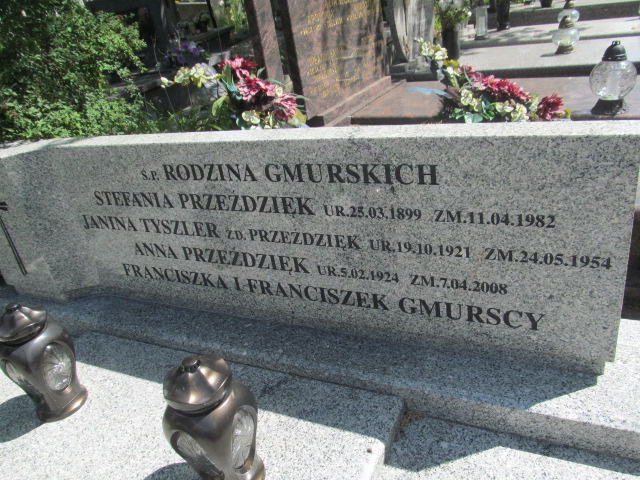 Ś.P. RODZINA GMURSKICH
STEFANIA PRZEŹDZIĘK UR.25.03.1899 ZM.11.04.1982
JANINA TYSZLER Z.D. PRZEŹDZIĘK UR.19.10.1921 ZM.24.05.1954
ANNA PRZEŹDZIĘK UR.5.02.1924 ZM.7.04.2008
FRANCISZKA I FRANCISZEK GMURSCY